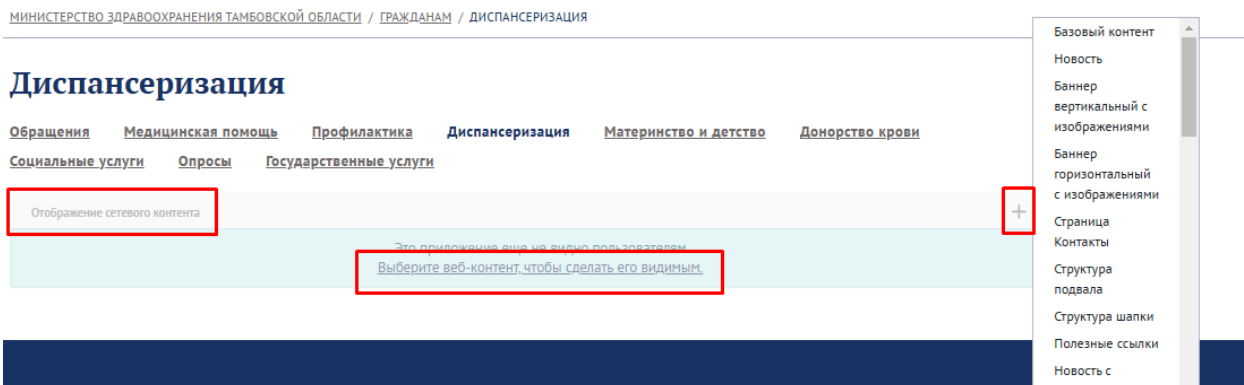 МИНИСТЕРСТВО ЗДРАВООХРАНЕНИЯ ТАМБОВСКОЙ ОБЛАСТИ / ГРАЖДАНАМ / ДИСПАНСЕРИЗАЦИЯ
Диспансеризация
Обращения Медицинская помощь Профилактика Диспансеризация Материнство и детство Донорство крови
Социальные услуги Опросы Государственные услуги
Отображение сетевого контента +
Это приложение еще не видно пользователям.
Выберите веб-контент, чтобы сделать его видимым.
Базовый контент
Новость
Баннер
вертикальный с
изображениями
Баннер
горизонтальный
с изображениями
Страница
Контакты
Структура
подвала
Структура шапки
Полезные ссылки
Новость с